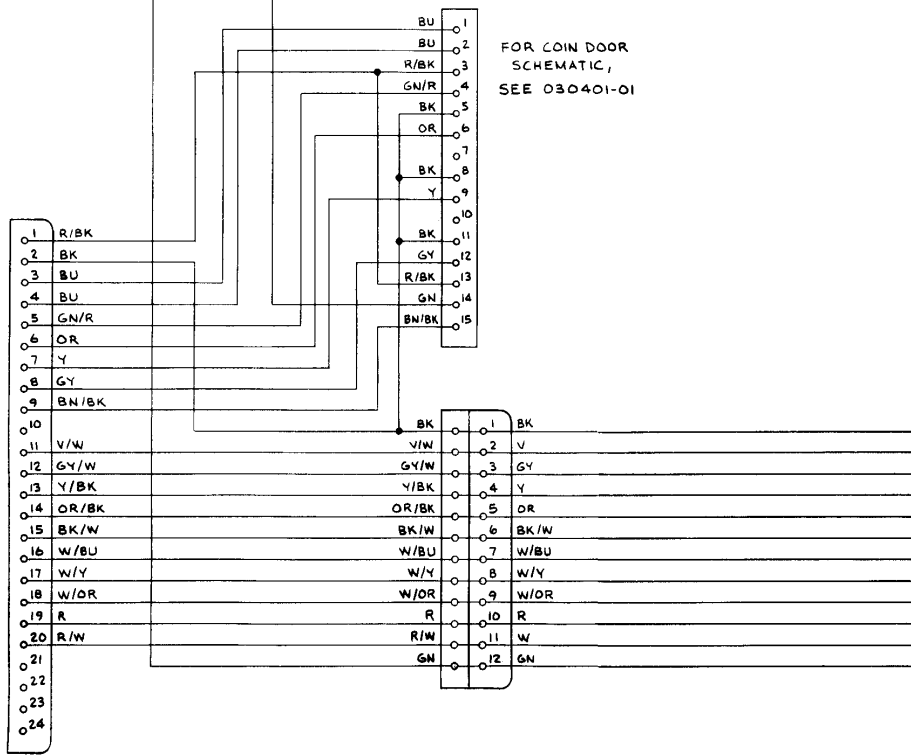 BU 1
BU 2
R/BK 3
GN/R 4
BK 5
OR 6
7
BK 8
Y 9
10
BK 11
GY 12
R/BK 13
GN 14
BN/BK 15
FOR COIN DOOR
SCHEMATIC,
SEE 030401-01
1 R/BK
2 BK
3 BU
4 BU
5 GN/R
6 OR
7 Y
8 GY
9 BN/BK
10
11 V/W
12 GY/W
13 Y/BK
14 OR/BK
15 BK/W
16 W/BU
17 W/Y
18 W/OR
19 R
20 R/W
21
22
23
24
BK 1 BK
V/W 2 V
GY/W 3 GY
Y/BK 4 Y
OR/BK 5 OR
BK/W 6 BK/W
W/BU 7 W/BU
W/Y 8 W/Y
W/OR 9 W/OR
R 10 R
R/W 11 W
GN 12 GN